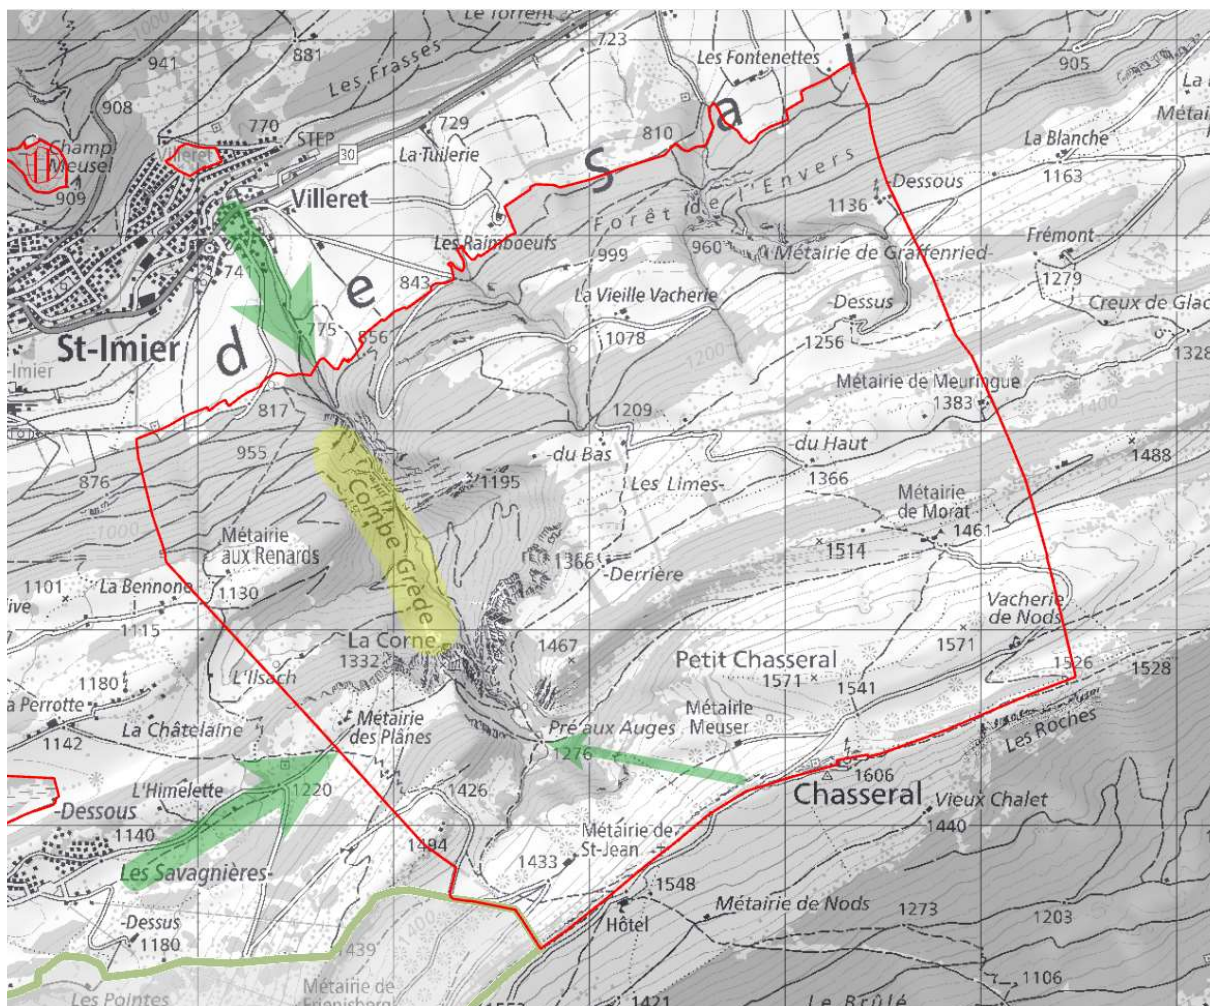 Le Torrent
1000
881
941
Les Frasses
723
Les Fontenettes
905
908
770
STEP
30
729
La Tuilerie
810
a
La Blanche
1163
Champ
Meusel
909
Villeret
Villeret
S
Forêt de l'Envers
-Dessous
1136
Les Raimboeufs
999
960
Métairie de Graffenried-
Frémont
1279
74
843
e
La Vieille Vacherie
-Dessus
Creux de Glac
775
856
1078
1200
1256
1328
St-Imier
d
Métairie de Meuringue
1383
1400
817
1209
955
-du Bas
du Haut
1366
1488
876
1195
Les Limes-
Métairie
de Morat
1461
1000
Combe Grède
Métairie
aux Renards
1514
1366
-Derrière
1101
La Bennone
1130
Vacherie
de Nods
1115
La Corne
1332
1467
Petit Chasseral
1571
1571
1541
1526
1528
L'Ilsach
1180
a Perrotte
La Châtelaine
Métairie
des Plânes
Pré aux Auges
1276
Métairie
Meuser
Les Roches
1142
1606
Chasseral
L'Himelette
1220
1426
Vieux Chalet
1440
-Dessous
1140
1494
Métairie de
St-Jean
1433
Les Savagnières-
1548
Hôtel
Métairie de Nods
1273
1203
-Dessus
1180
1439
400
Les Pointes
Métairie de
Frienisberg
1421
1106
Le Brûlé